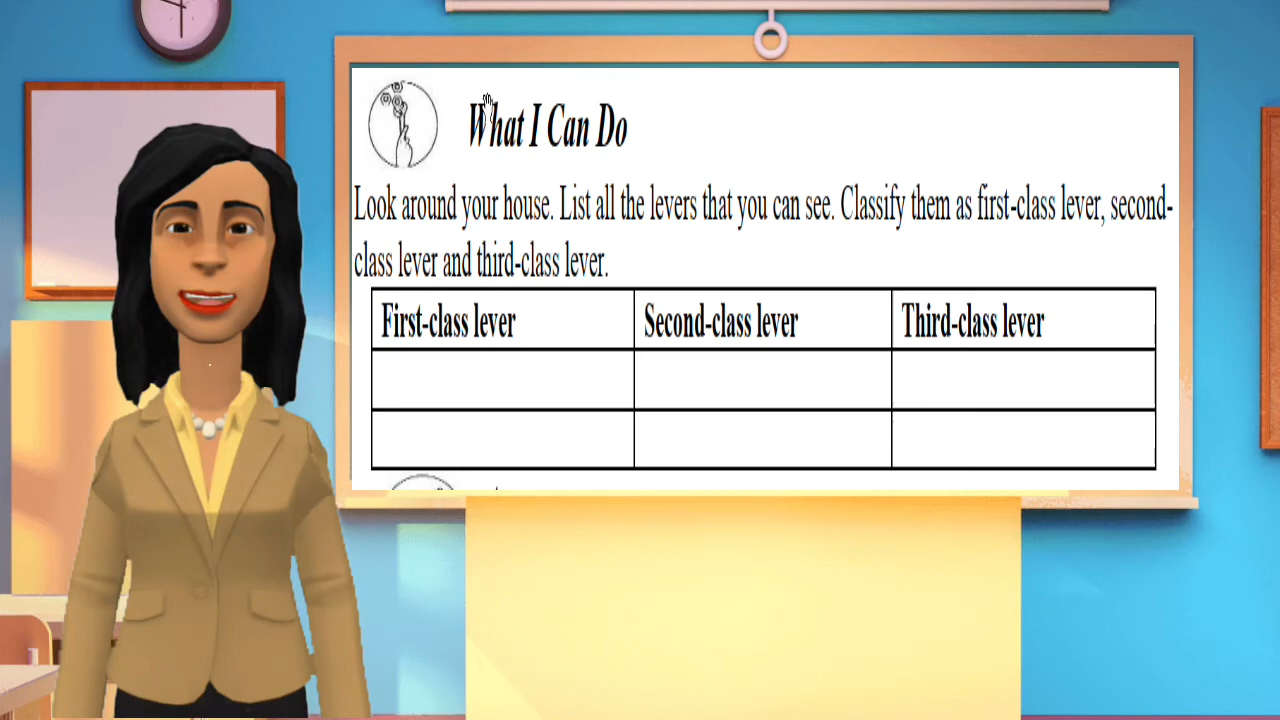 What I Can Do
Look around your house. List all the levers that you can see. Classify them as first-class lever, second-
class lever and third-class lever.
First-class lever Second-class lever Third-class lever